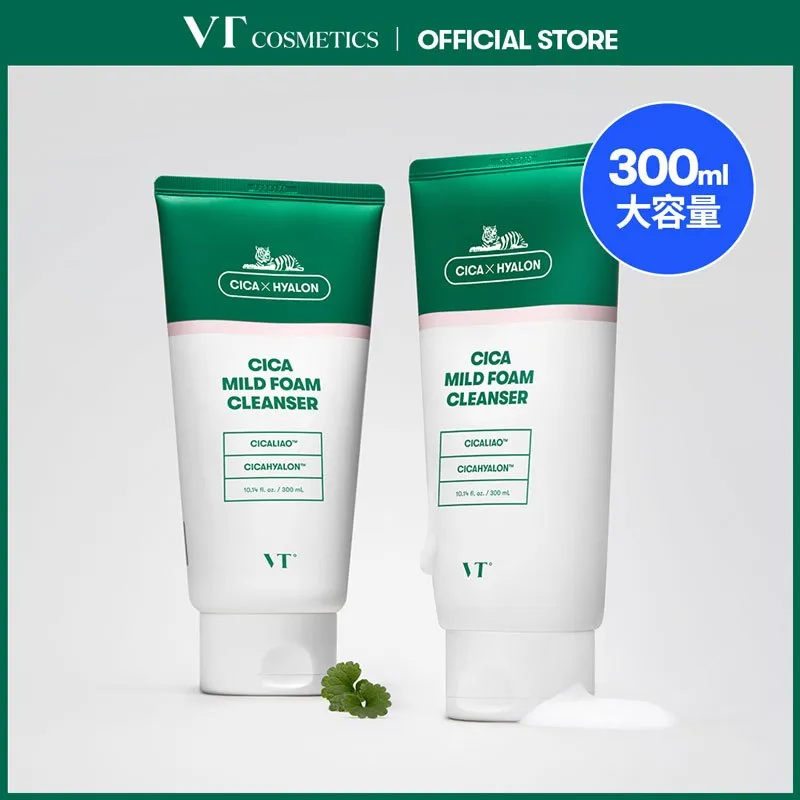 VT COSMETICS | OFFICIAL STORE
300ml
大容量
CICA×HYALON
CICA
MILD FOAM
CLEANSER
CICALIAO™
CICAHYALON™
10.14 fl. oz. / 300 mL
VT
CICA×HYALON
CICA
MILD FOAM
CLEANSER
CICALIAO™
CICAHYALON™
10.14 fl. oz. / 300 mL
VT